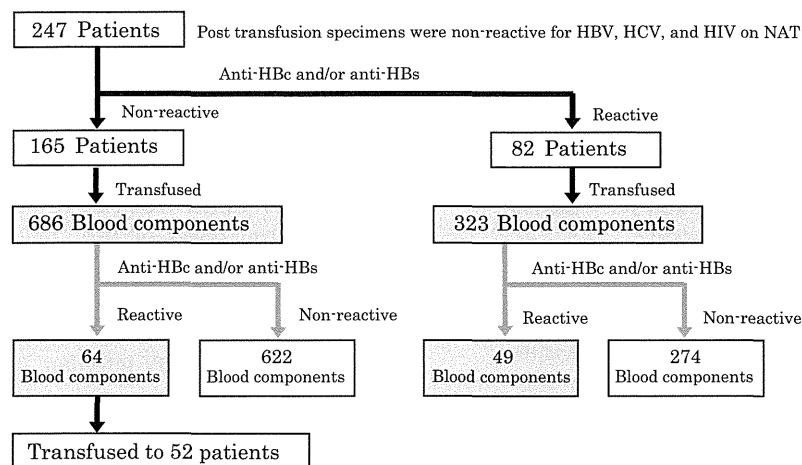 247 Patients
Post transfusion specimens were non-reactive for HBV, HCV, and HIV on NAT
Anti-HBc and/or anti-HBs
Non-reactive
Reactive
165 Patients
82 Patients
Transfused
Transfused
686 Blood components
323 Blood components
Anti-HBc and/or anti-HBs
Anti-HBc and/or anti-HBs
Reactive
Non-reactive
Reactive
Non-reactive
64
Blood components
622
Blood components
49
Blood components
274
Blood components
Transfused to 52 patients